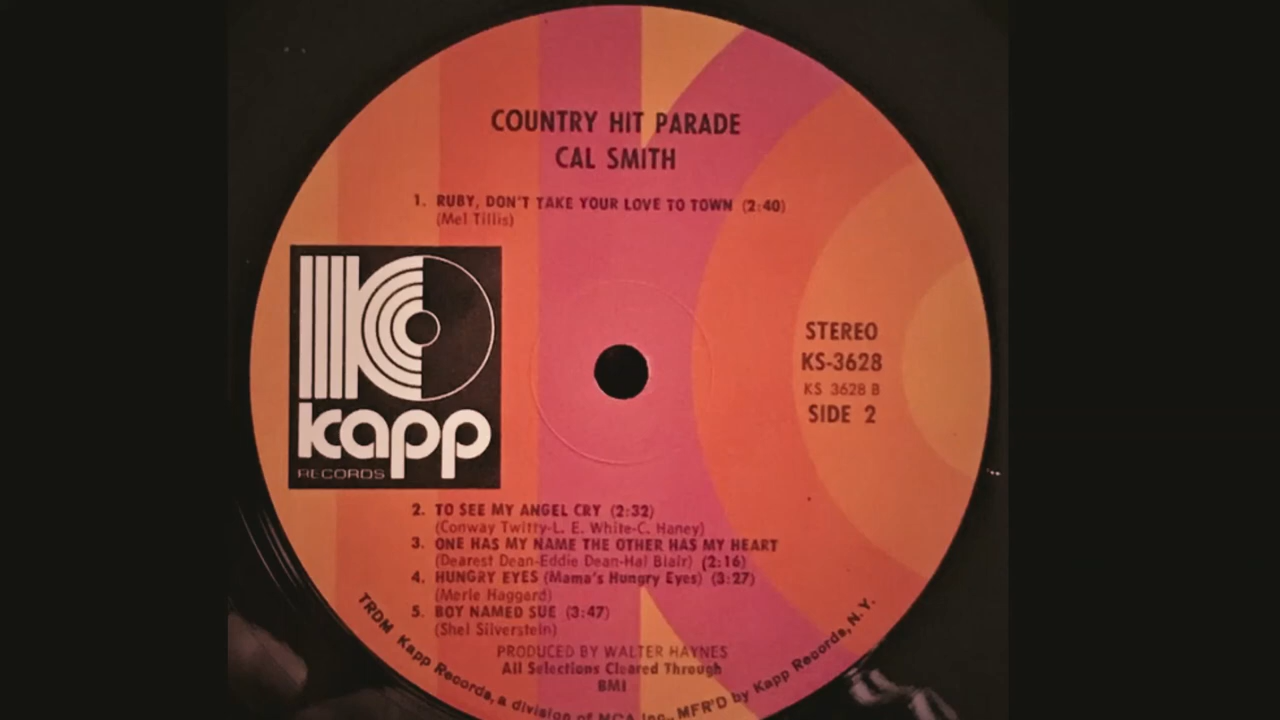 COUNTRY HIT PARADE
CAL SMITH
1. RUBY, DON'T TAKE YOUR LOVE TO TOWN (2:40)
(Mel Tillis)
kapp
RECORDS
STEREO
KS-3628
KS 3628 B
SIDE 2
2. TO SEE MY ANGEL CRY (2:32)
(Conway Twitty-L. E. White-C. Haney)
3. ONE HAS MY NAME THE OTHER HAS MY HEART
(Dearest Dean-Eddie Dean-Hal Blair) (2:16)
4. HUNGRY EYES (Mama's Hungry Eyes) (3:27)
(Merle Haggard)
5. BOY NAMED SUE (3:47)
(Shel Silverstein)
PRODUCED BY WALTER HAYNES
All Selections Cleared Through
BMI
TRDM Kapp Records, a division of MCA Inc., MFR'D by Kapp Records, N.Y.